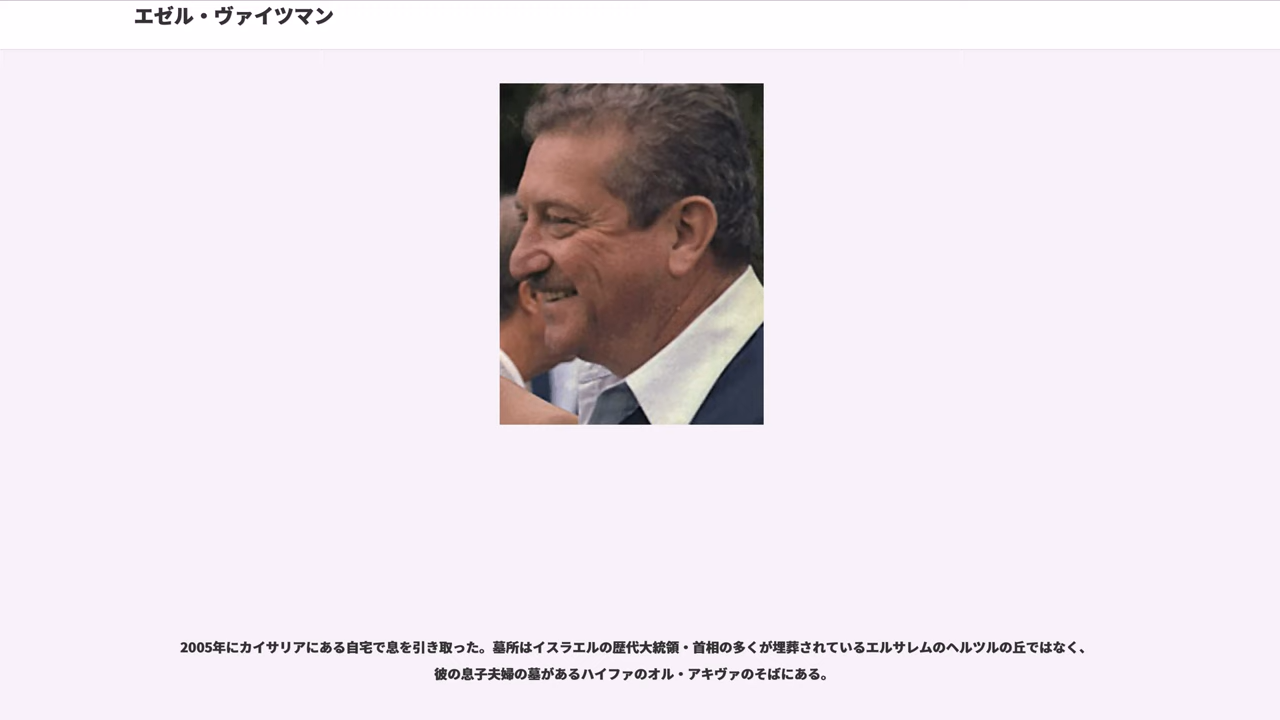 エゼル・ヴァイツマン
2005年にカイサリアにある自宅で息を引き取った。墓所はイスラエルの歴代大統領・首相の多くが埋葬されているエルサレムのヘルツルの丘ではなく、
彼の息子夫婦の墓があるハイファのオル・アキヴァのそばにある。